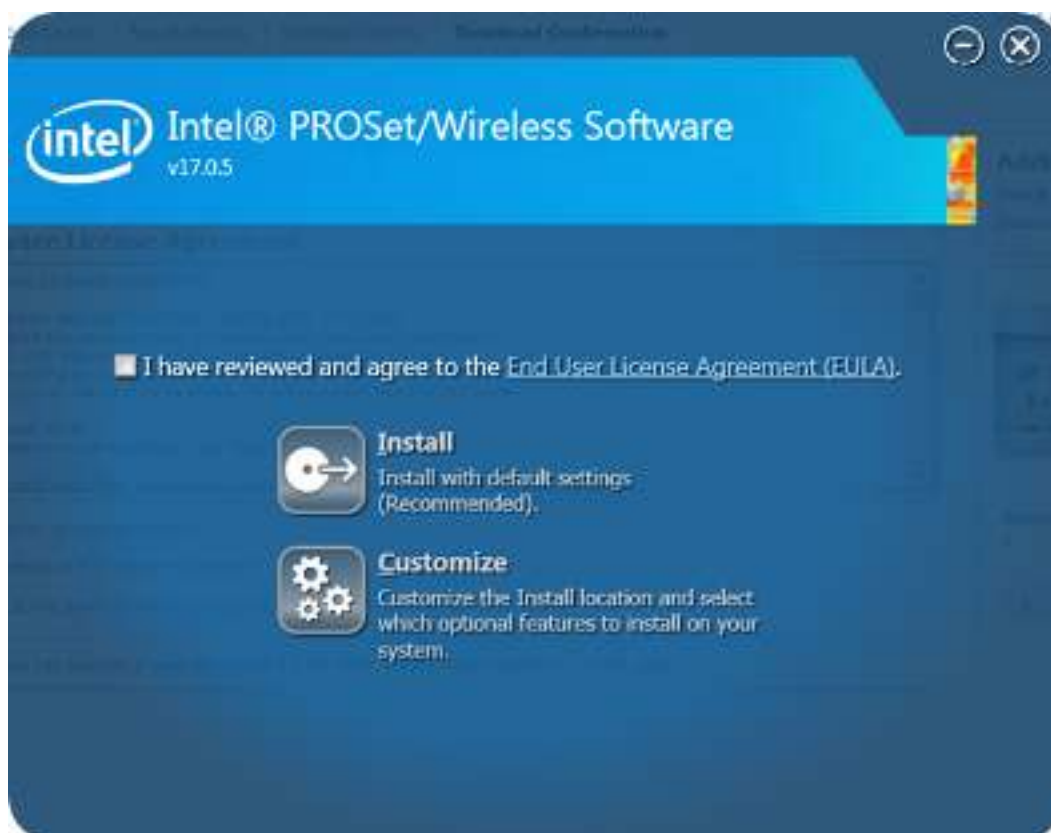 Download Confirmation
intel
Intel® PROSet/Wireless Software
v17.0.5
I have reviewed and agree to the End User License Agreement (EULA).
Install
Install with default settings
(Recommended).
Customize
Customize the Install location and select
which optional features to install on your
system.